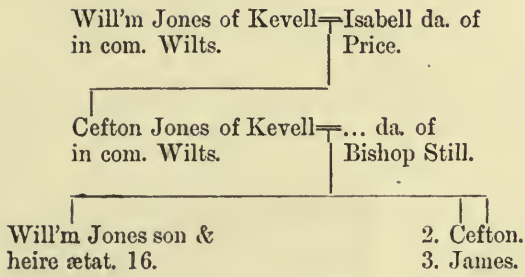 Will'm Jones of Kevell=Isabell da. of
in com. Wilts. Price.
Cefton Jones of Kevell=... da. of
in com. Wilts. Bishop Still.
Will'm Jones son & 2. Cefton.
heire ætat. 16. 3. James.